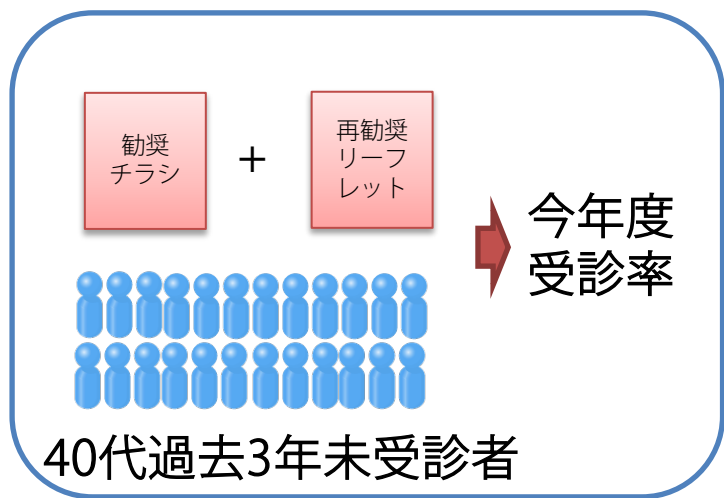 勧奨
チラシ
+
再勧奨
リーフ
レット
今年度
受診率
40代過去3年未受診者